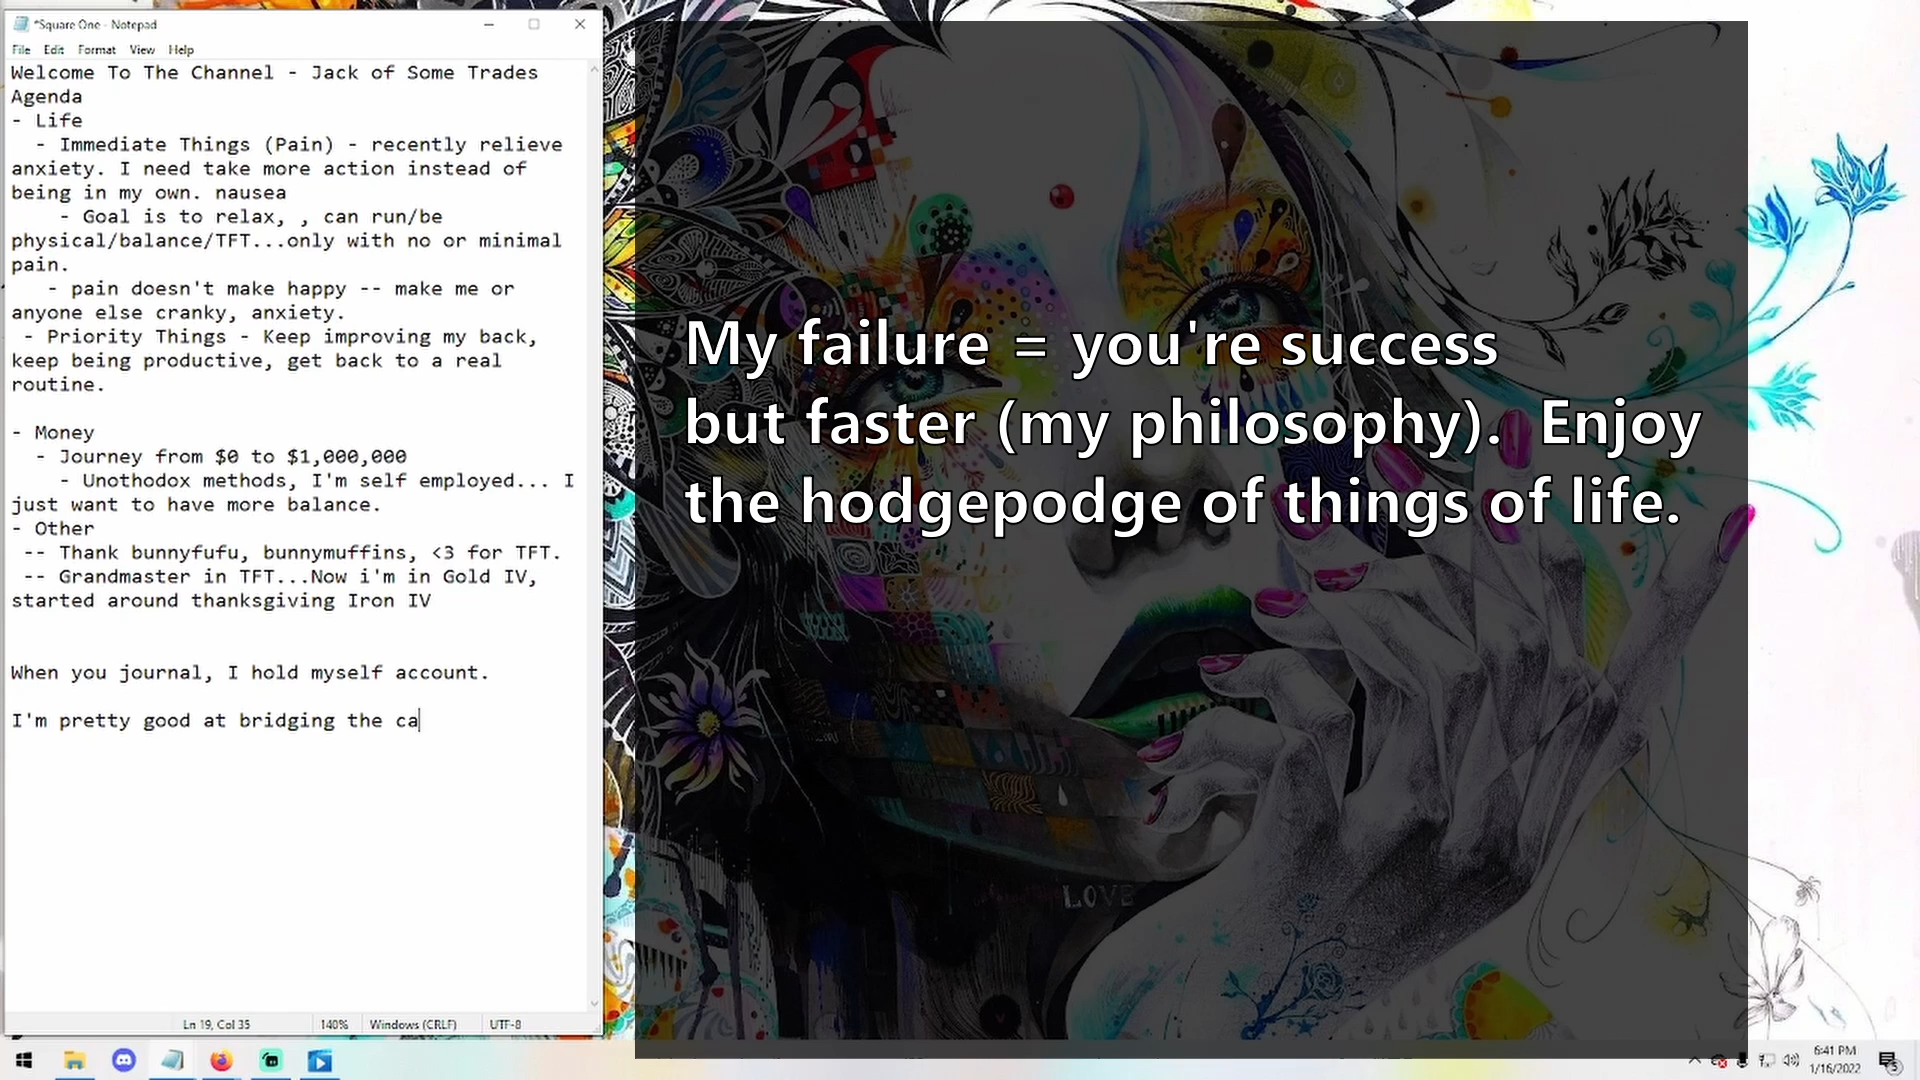 *Square One - Notepad
File Edit Format View Help
Welcome To The Channel - Jack of Some Trades
Agenda
- Life
- Immediate Things (Pain) - recently relieve
anxiety. I need take more action instead of
being in my own. nausea
- Goal is to relax, , can run/be
physical/balance/TFT...only with no or minimal
pain.
- pain doesn't make happy -- make me or
anyone else cranky, anxiety.
- Priority Things - Keep improving my back,
keep being productive, get back to a real
routine.
- Money
- Journey from $0 to $1,000,000
- Unothodox methods, I'm self employed... I
just want to have more balance.
- Other
-- Thank bunnyfufu, bunnymuffins, <3 for TFT.
-- Grandmaster in TFT...Now i'm in Gold IV,
started around thanksgiving Iron IV
When you journal, I hold myself account.
I'm pretty good at bridging the ca
Ln 19, Col 35 140% Windows (CRLF) UTF-8
My failure = you're success
but faster (my philosophy). Enjoy
the hodgepodge of things of life.
LOVE
6:41 PM
1/16/2022
5